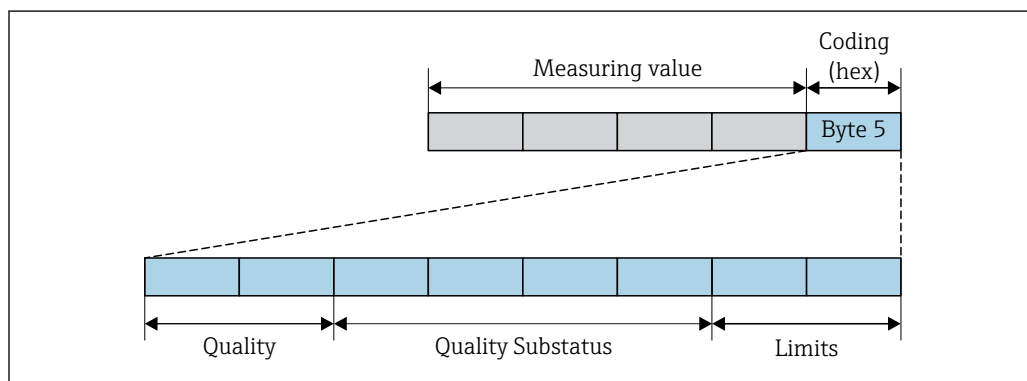 Coding
(hex)
Measuring value
Byte 5
Quality
Quality Substatus
Limits